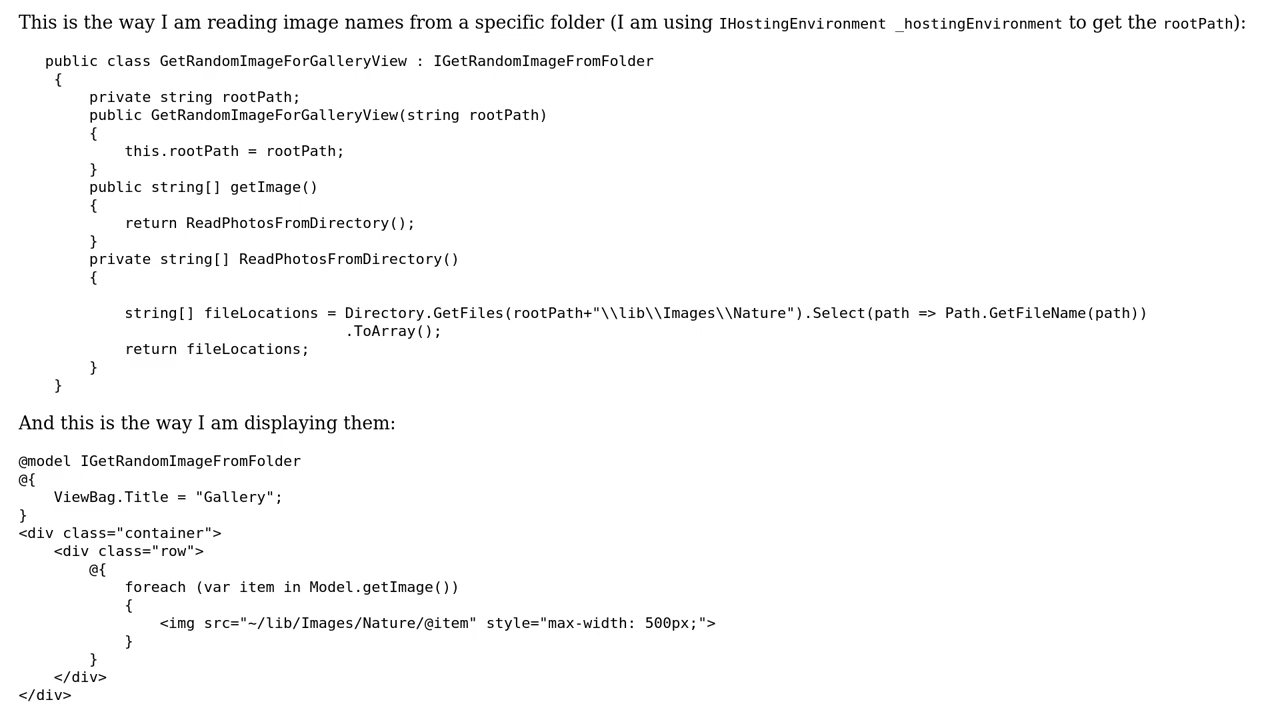 This is the way I am reading image names from a specific folder (I am using IHostingEnvironment _hostingEnvironment to get the rootPath):
   public class GetRandomImageForGalleryView : IGetRandomImageFromFolder
    {
        private string rootPath;
        public GetRandomImageForGalleryView(string rootPath)
        {
            this.rootPath = rootPath;
        }
        public string[] getImage()
        {
            return ReadPhotosFromDirectory();
        }
        private string[] ReadPhotosFromDirectory()
        {
            string[] fileLocations = Directory.GetFiles(rootPath+"\\lib\\Images\\Nature").Select(path => Path.GetFileName(path))
                                     .ToArray();
            return fileLocations;
        }
    }
And this is the way I am displaying them:
@model IGetRandomImageFromFolder
@{
    ViewBag.Title = "Gallery";
}
<div class="container">
    <div class="row">
        @{
            foreach (var item in Model.getImage())
            {
                <img src="~/lib/Images/Nature/@item" style="max-width: 500px;">
            }
        }
    </div>
</div>